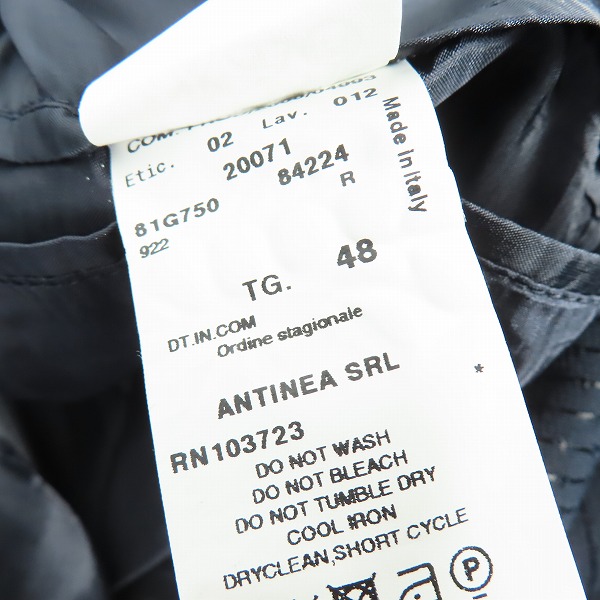 Etic. 02 Lav. 012
20071
84224
81G750 R
922
Made in Italy
TG. 48
DT.IN.COM
Ordine stagionale
ANTINEA SRL *
RN103723
DO NOT WASH
DO NOT BLEACH
DO NOT TUMBLE DRY
COOL IRON
DRYCLEAN,SHORT CYCLE
P